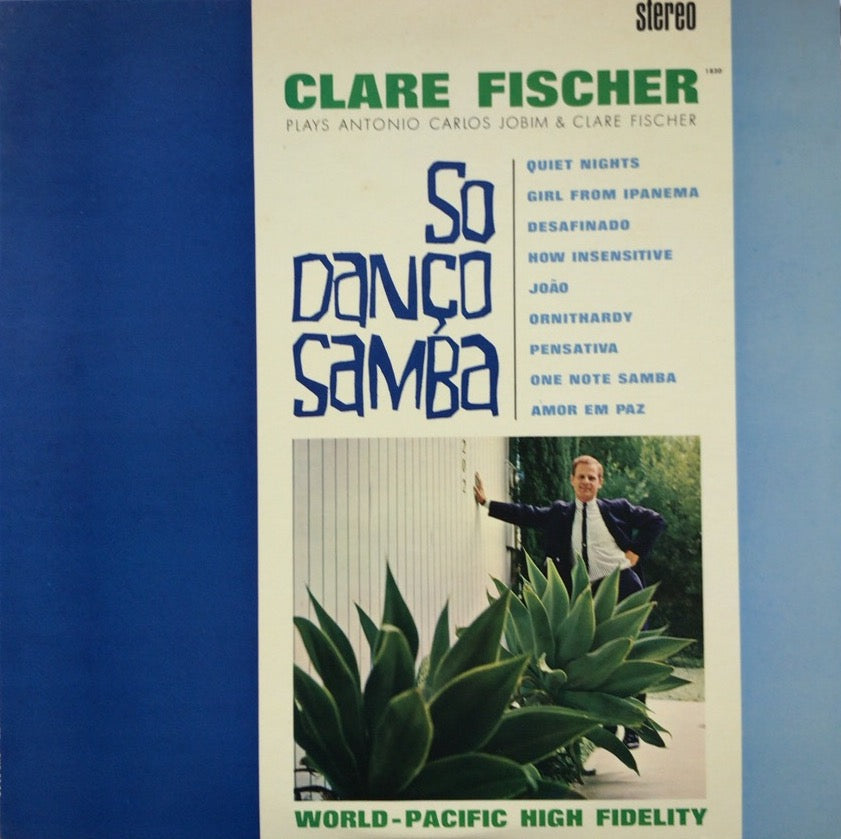 stereo
CLARE FISCHER
1830
PLAYS ANTONIO CARLOS JOBIM & CLARE FISCHER
So
DANÇO
SAMBA
QUIET NIGHTS
GIRL FROM IPANEMA
DESAFINADO
HOW INSENSITIVE
JOÃO
ORNITHARDY
PENSATIVA
ONE NOTE SAMBA
AMOR EM PAZ
WORLD-PACIFIC HIGH FIDELITY